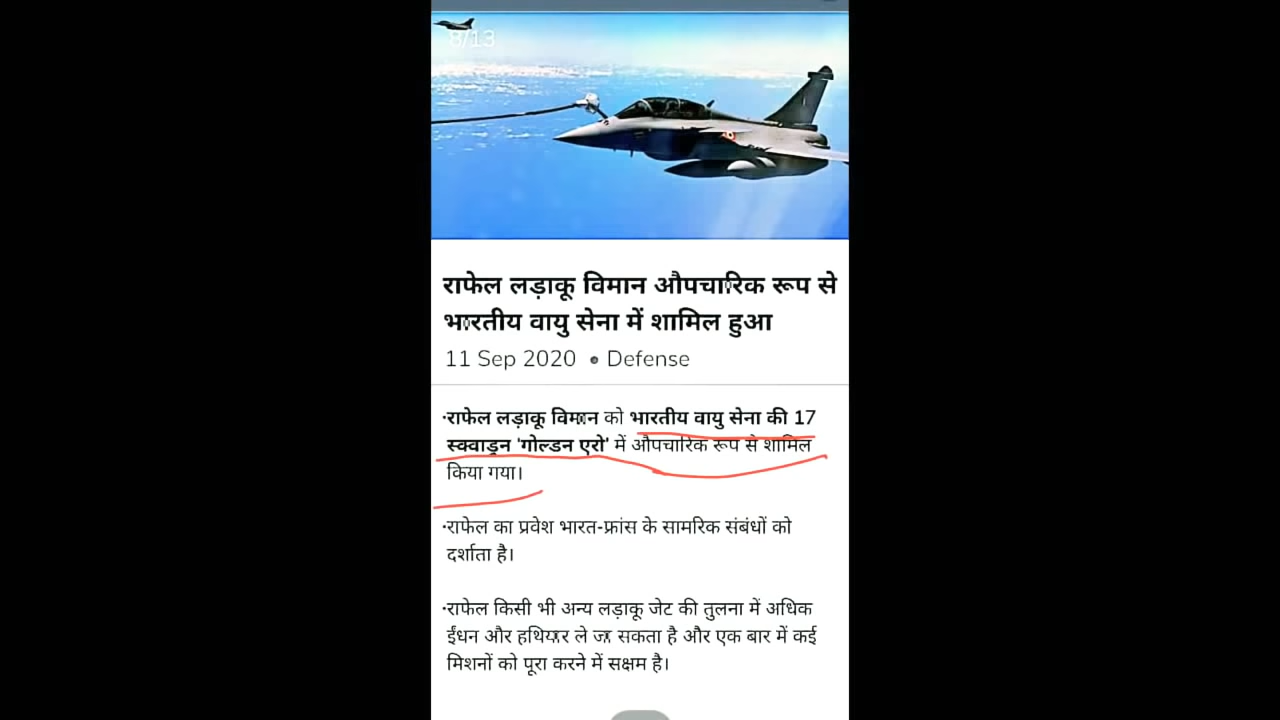 8/13
राफेल लड़ाकू विमान औपचारिक रूप से
भारतीय वायु सेना में शामिल हुआ
11 Sep 2020 • Defense
·राफेल लड़ाकू विमान को भारतीय वायु सेना की 17
स्क्वाड्रन 'गोल्डन एरो' में औपचारिक रूप से शामिल
किया गया।
·राफेल का प्रवेश भारत-फ्रांस के सामरिक संबंधों को
दर्शाता है।
·राफेल किसी भी अन्य लड़ाकू जेट की तुलना में अधिक
ईंधन और हथियार ले जा सकता है और एक बार में कई
मिशनों को पूरा करने में सक्षम है।